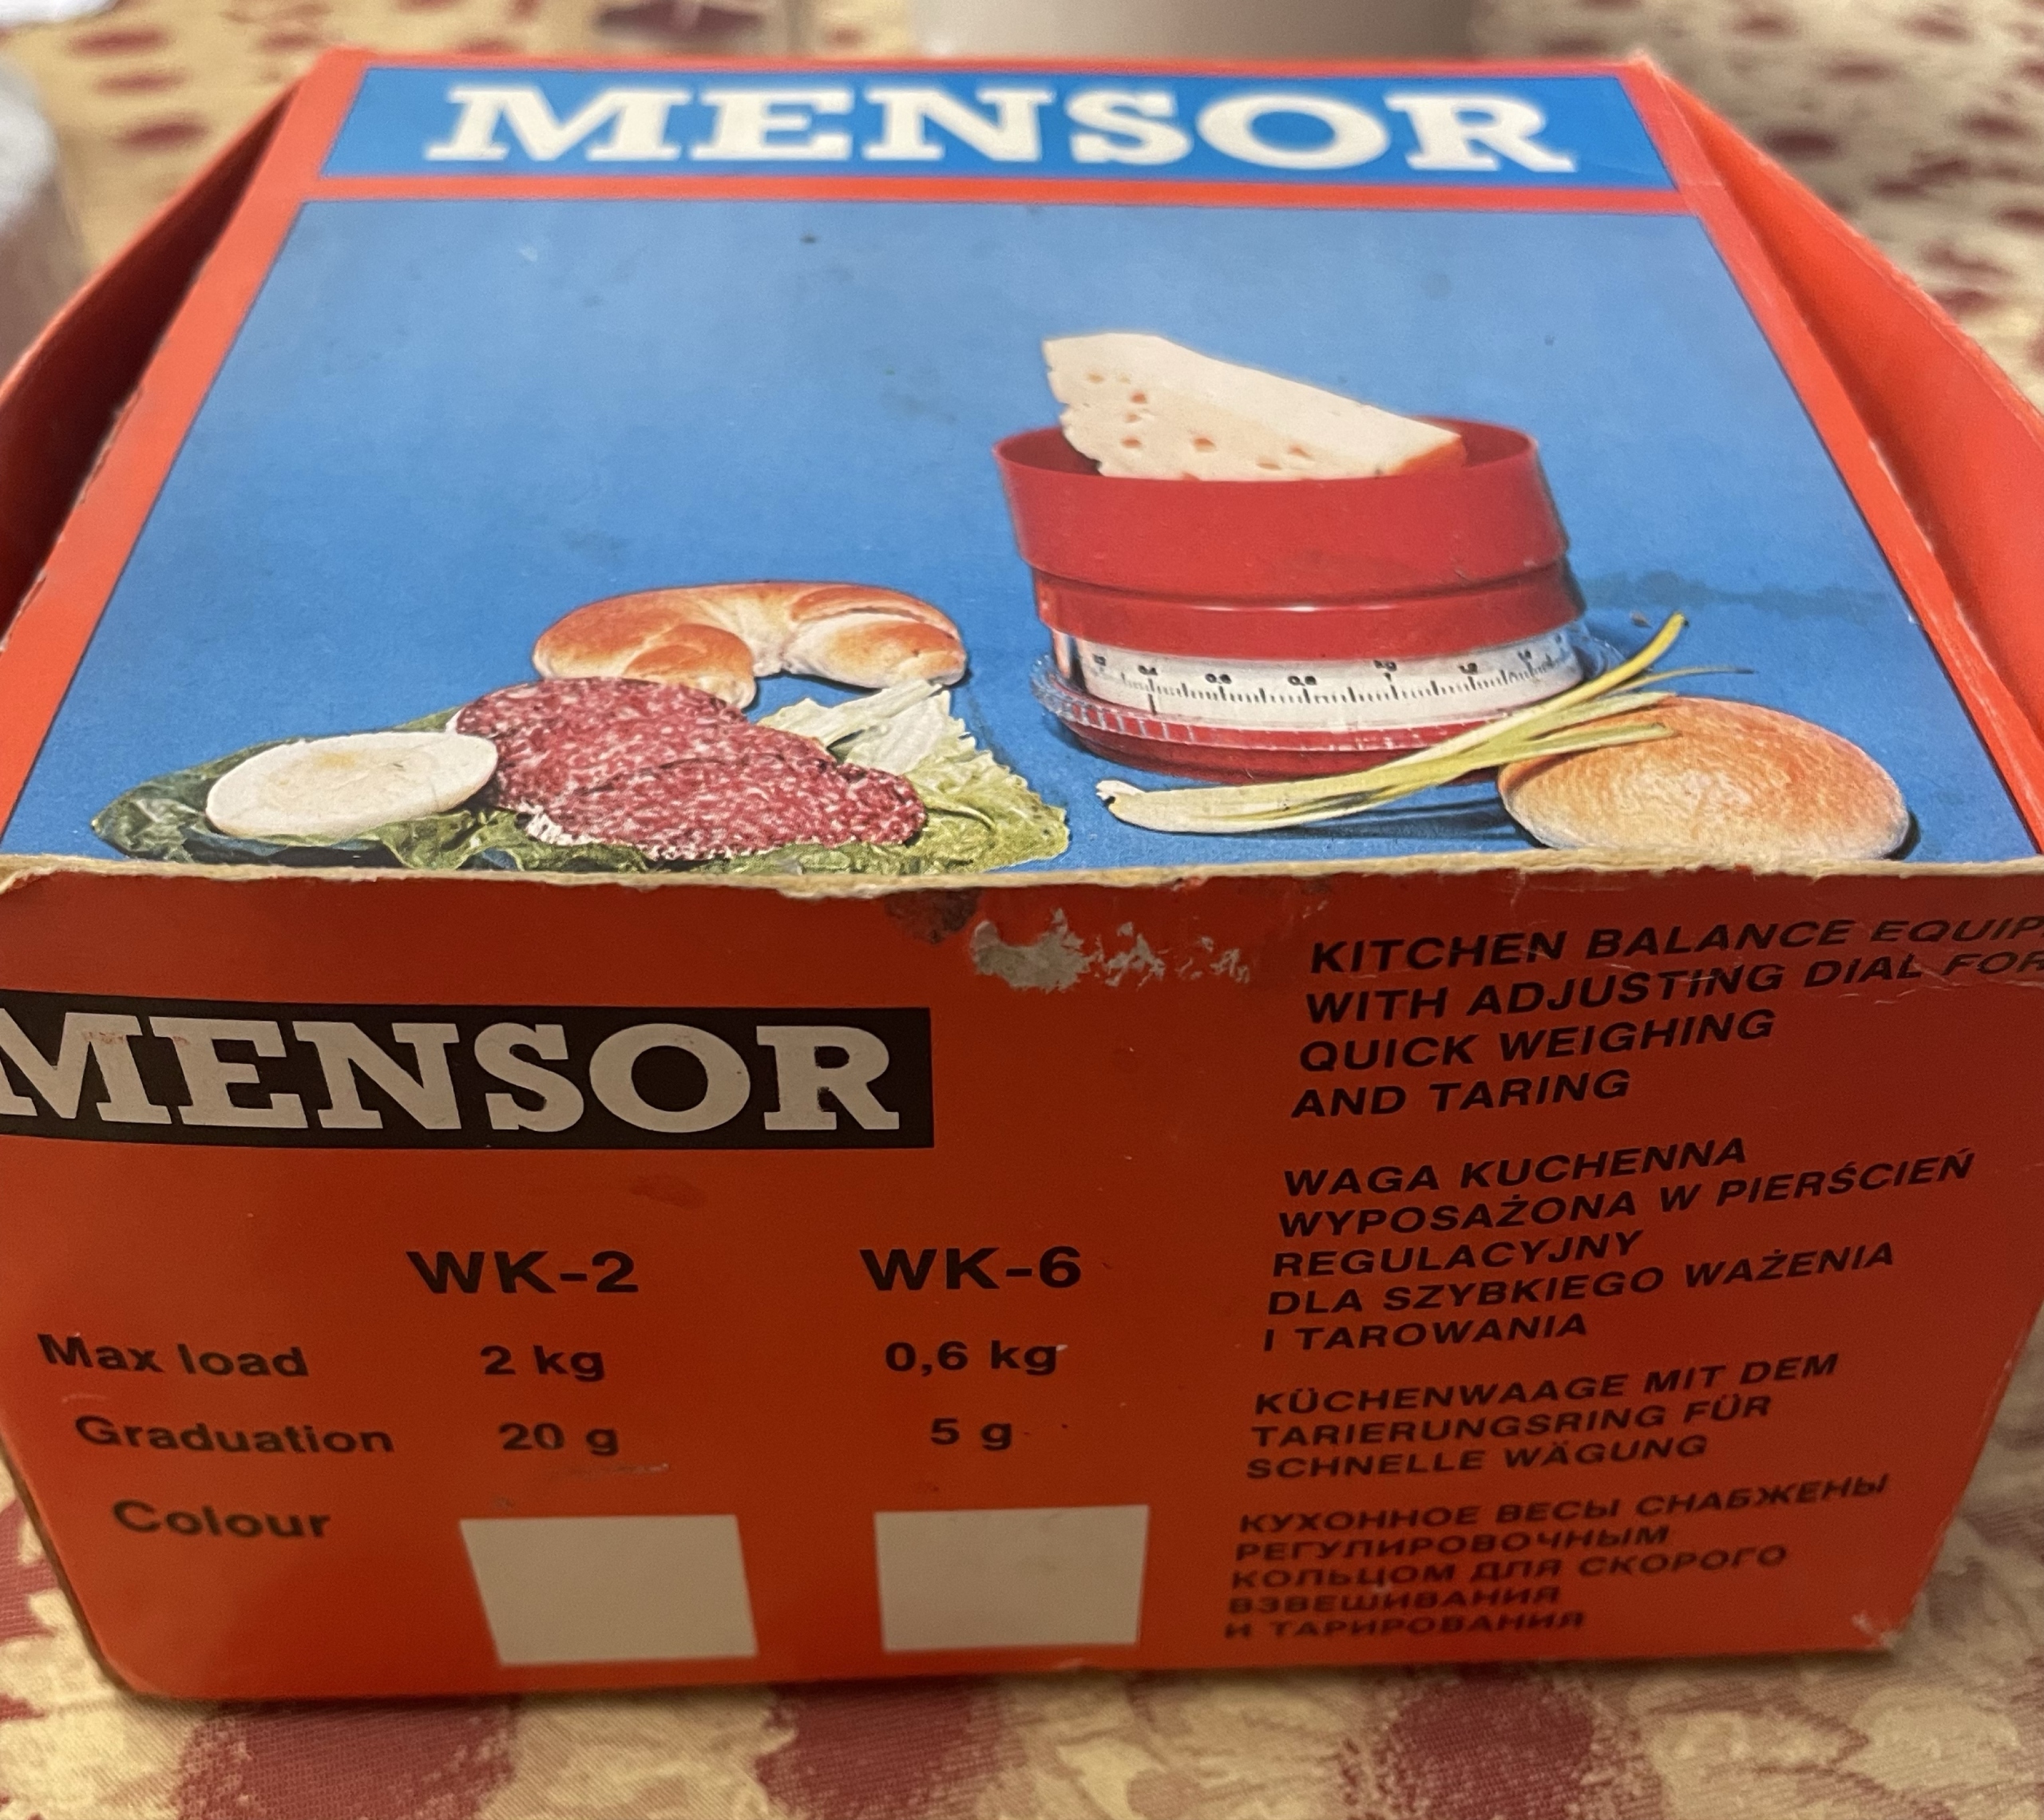 MENSOR
MENSOR
WK-2 WK-6
Max load 2 kg 0,6 kg
Graduation 20 g 5 g
Colour
KITCHEN BALANCE
WITH ADJUSTING DIAL FOR
QUICK WEIGHING
AND TARING
WAGA KUCHENNA
WYPOSAŻONA W PIERŚCIEŃ
REGULACYJNY
DLA SZYBKIEGO WAŻENIA
I TAROWANIA
KÜCHENWAAGE MIT DEM
TARIERUNGSRING FÜR
SCHNELLE WÄGUNG
КУХОННОЕ ВЕСЫ СНАБЖЕНЫ
РЕГУЛИРОВОЧНЫМ
КОЛЬЦОМ ДЛЯ СКОРОГО
ВЗВЕШИВАНИЯ
И ТАРИРОВАНИЯ